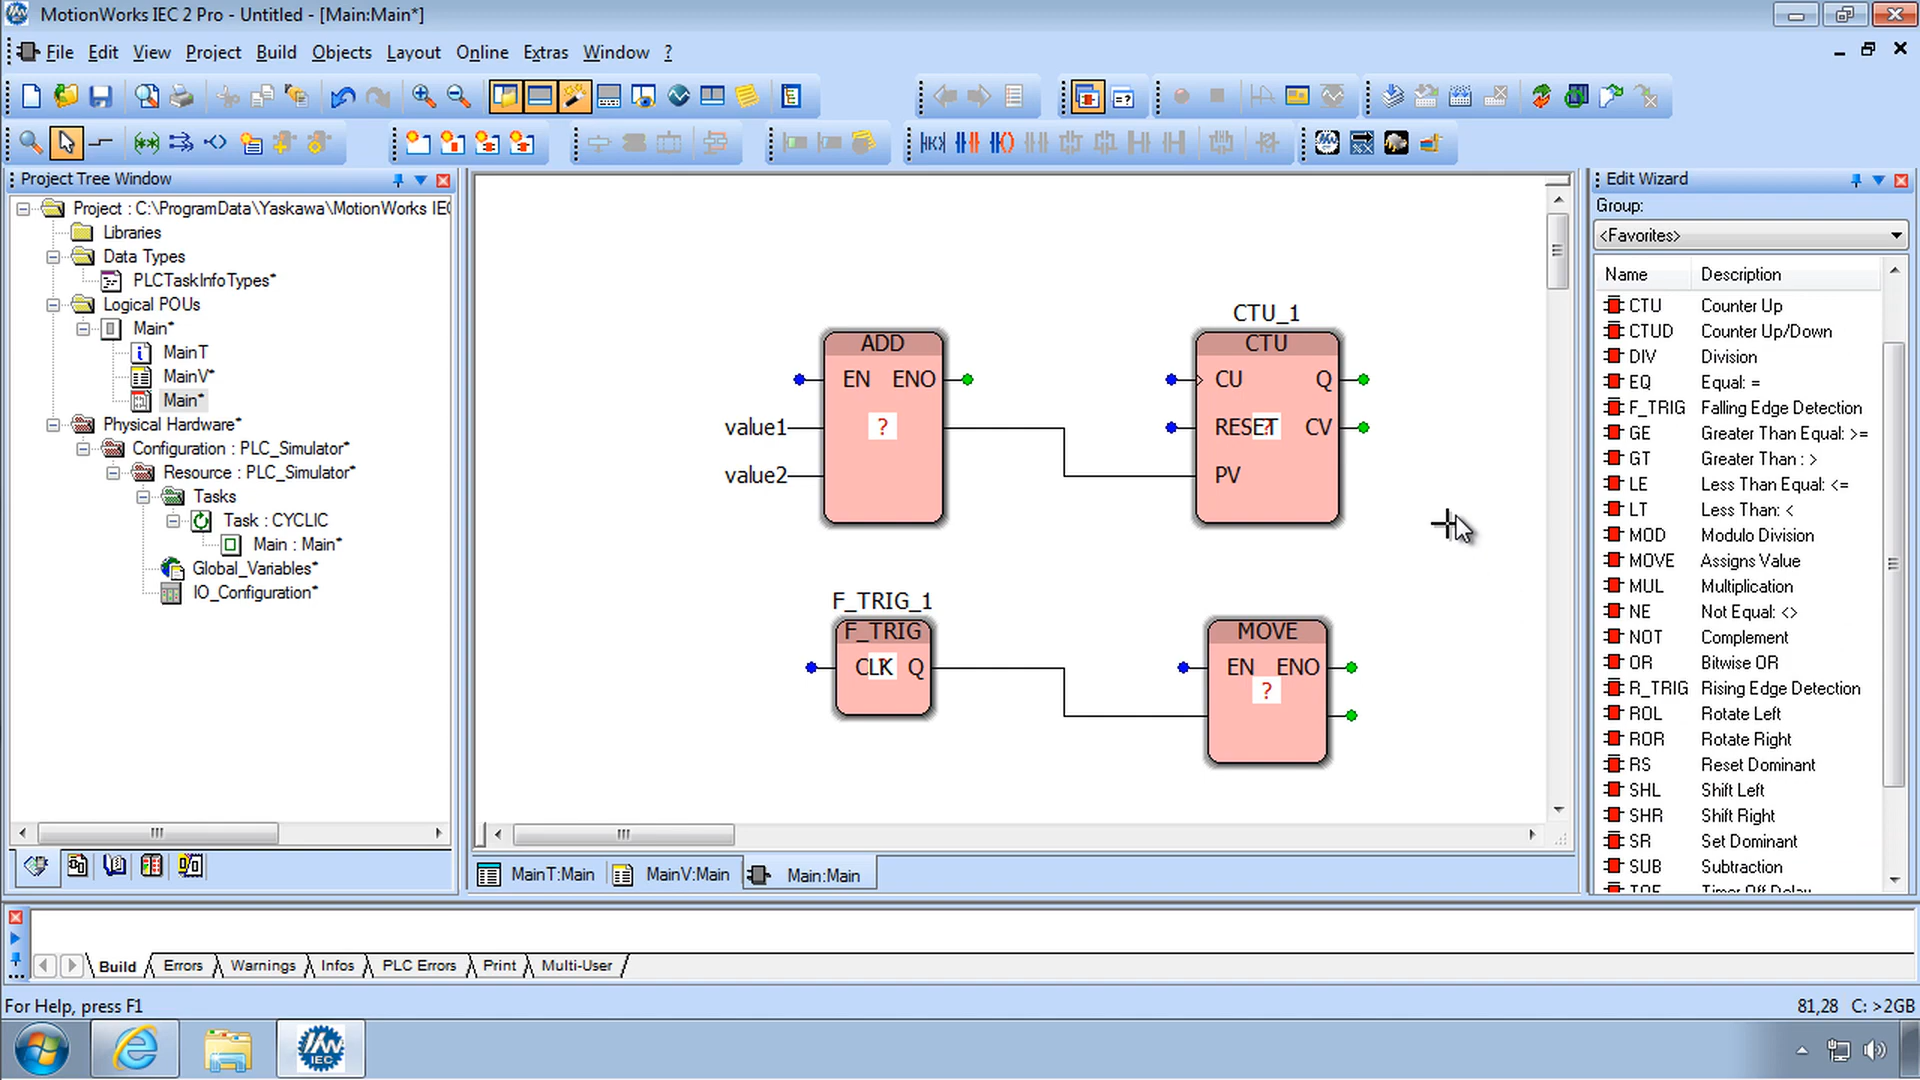 MotionWorks IEC 2 Pro - Untitled - [Main:Main*]
File Edit View Project Build Objects Layout Online Extras Window ?
Project Tree Window
Project : C:\ProgramData\Yaskawa\MotionWorks IEC
Libraries
Data Types
PLCTaskInfoTypes*
Logical POUs
Main*
MainT
MainV*
Main*
Physical Hardware*
Configuration : PLC_Simulator*
Resource : PLC_Simulator*
Tasks
Task : CYCLIC
Main : Main*
Global_Variables*
IO_Configuration*
CTU_1
ADD
CTU
EN ENO
CU Q
value1
?
RESET
CV
value2
PV
F_TRIG_1
F_TRIG
MOVE
CLK Q
EN ENO
?
MainT:Main MainV:Main Main:Main
Edit Wizard
Group:
<Favorites>
Name Description
CTU Counter Up
CTUD Counter Up/Down
DIV Division
EQ Equal: =
F_TRIG Falling Edge Detection
GE Greater Than Equal: >=
GT Greater Than : >
LE Less Than Equal: <=
LT Less Than: <
MOD Modulo Division
MOVE Assigns Value
MUL Multiplication
NE Not Equal: <>
NOT Complement
OR Bitwise OR
R_TRIG Rising Edge Detection
ROL Rotate Left
ROR Rotate Right
RS Reset Dominant
SHL Shift Left
SHR Shift Right
SR Set Dominant
SUB Subtraction
TOF Timer Off Delay
Build Errors Warnings Infos PLC Errors Print Multi-User
For Help, press F1
81,28 C: >2GB
IEC